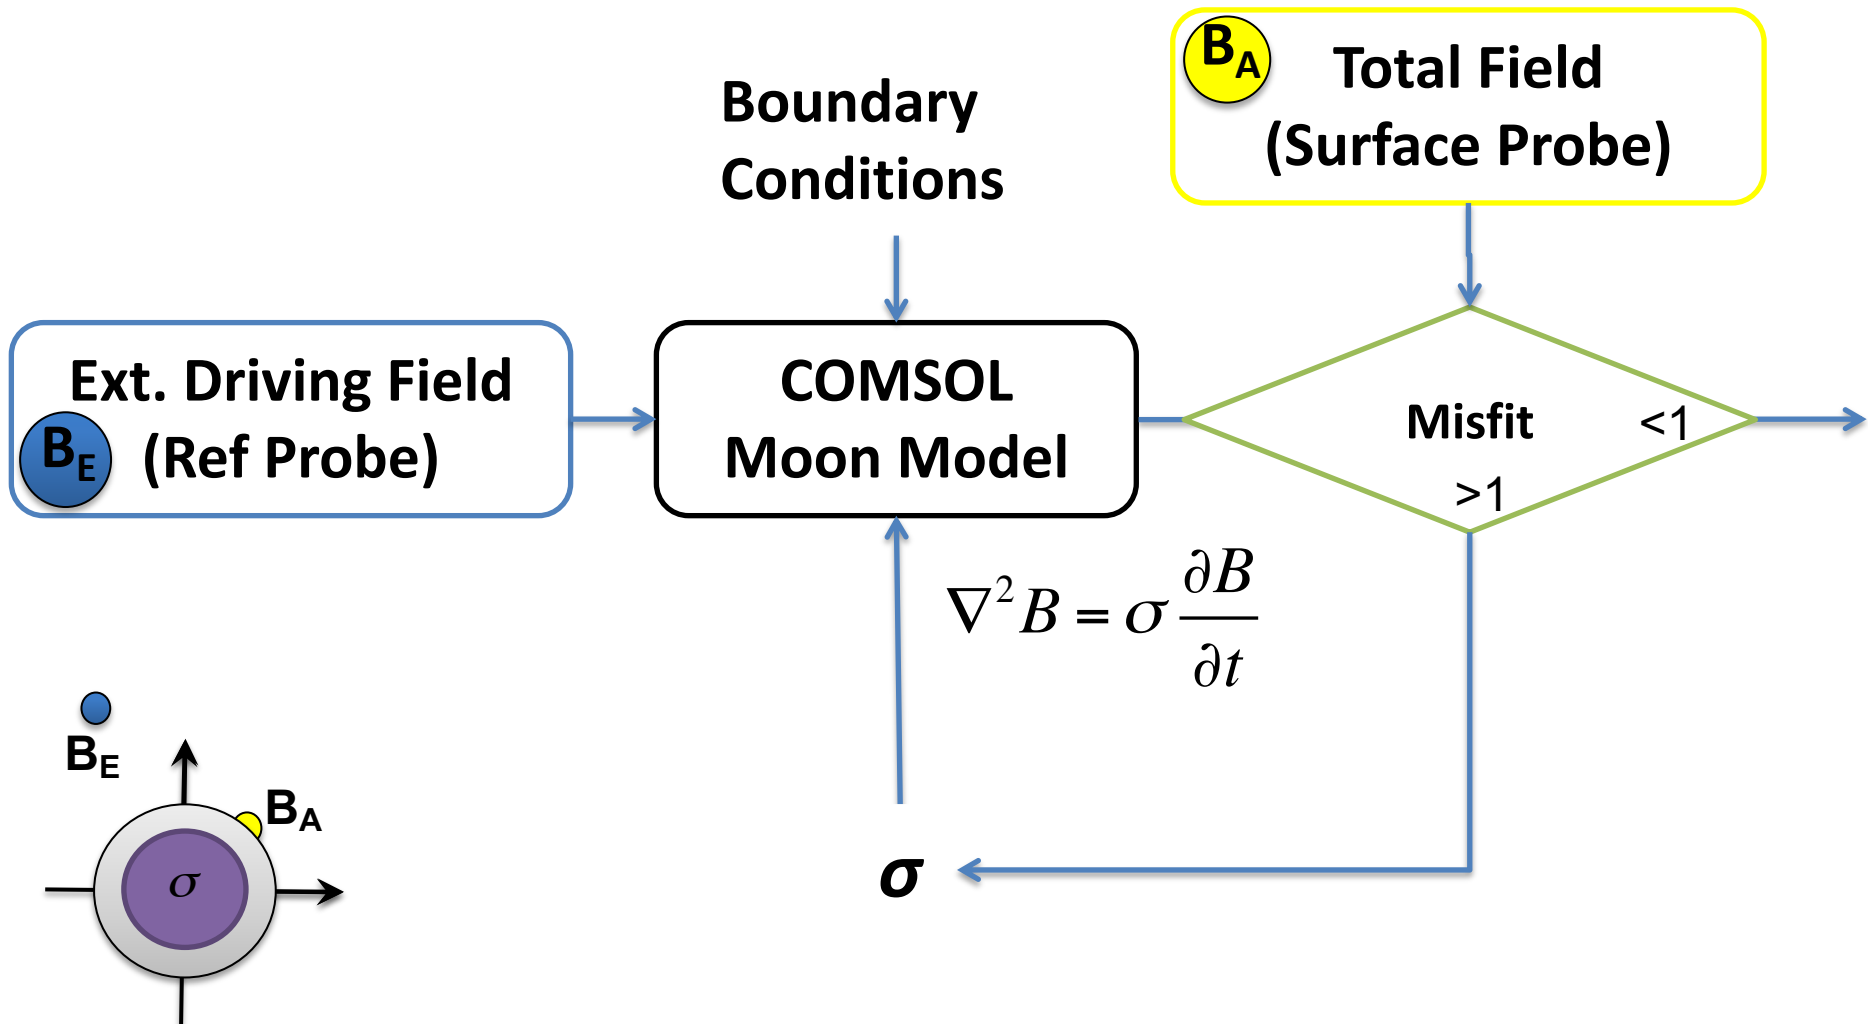 B_A
Total Field
(Surface Probe)
Boundary
Conditions
Ext. Driving Field
(Ref Probe)
B_E
COMSOL
Moon Model
Misfit
<1
>1
∇²B = σ ∂B/∂t
B_E
B_A
σ
σ